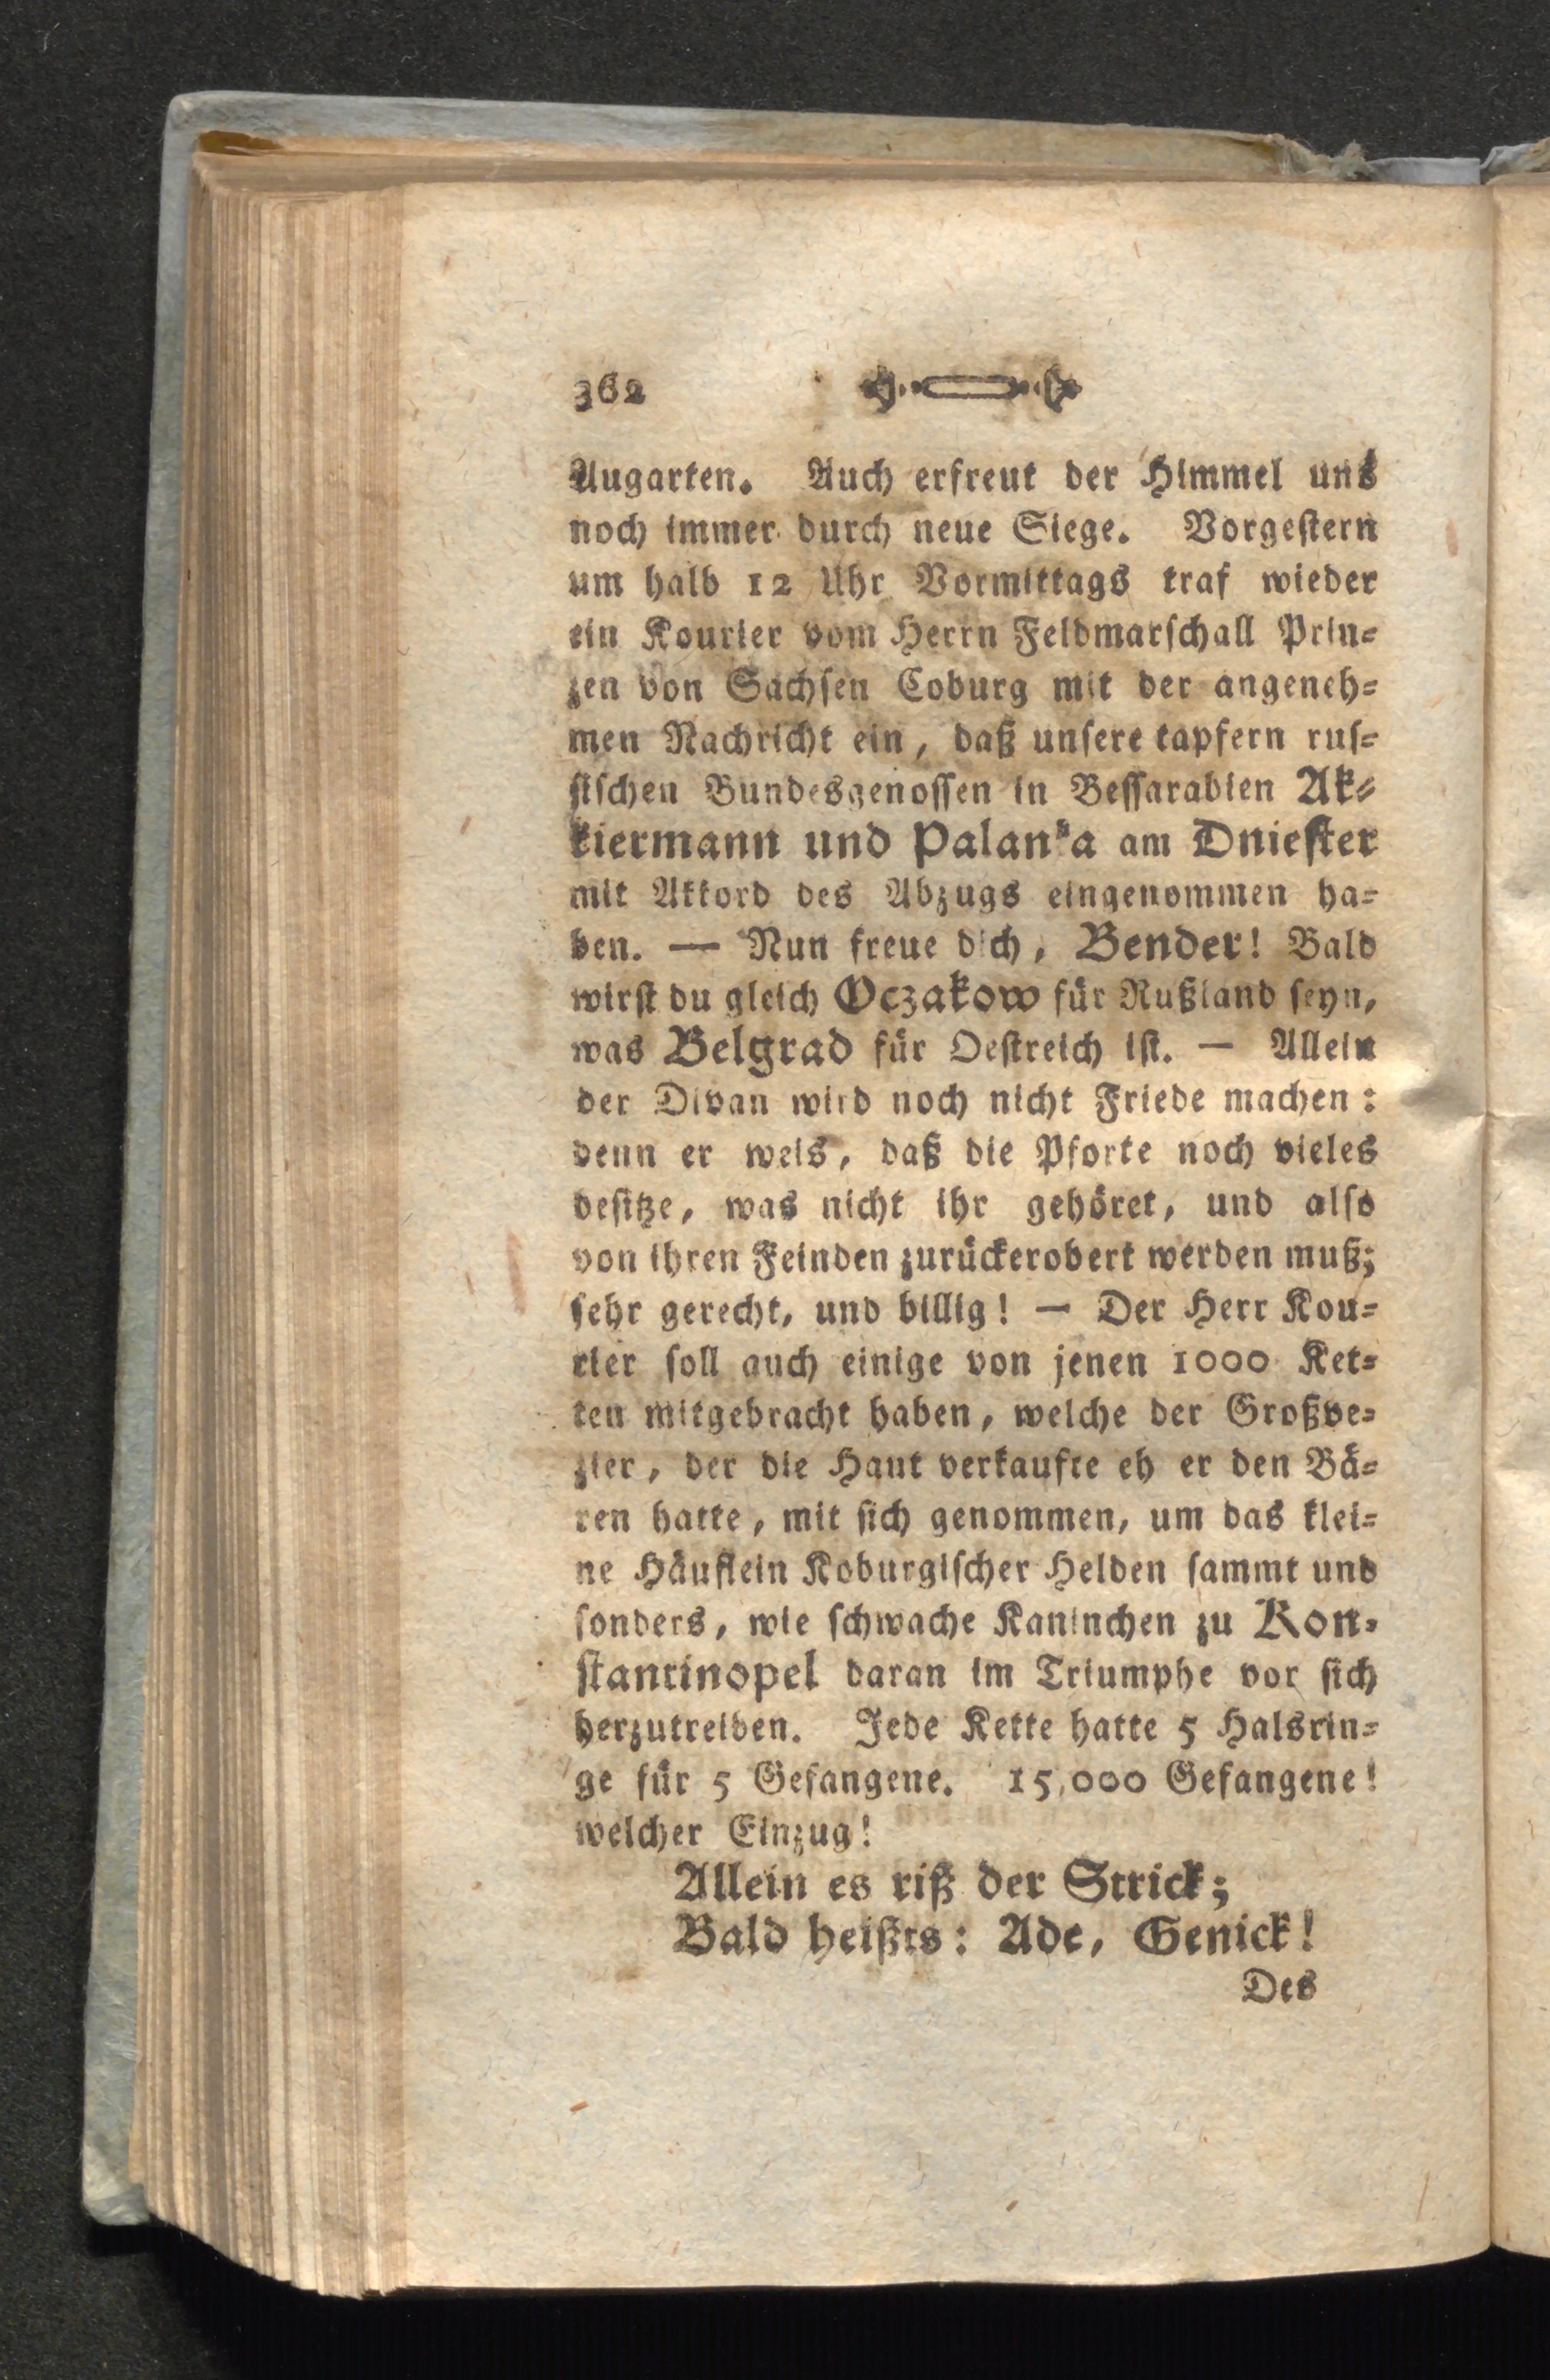 362
Augarten. Auch erfreut der Himmel uns
noch immer durch neue Siege. Vorgestern
um halb 12 Uhr Vormittags traf wieder
ein Kourier vom Herrn Feldmarschall Prin-
zen von Sachsen Coburg mit der angeneh-
men Nachricht ein, daß unsere tapfern rus-
sischen Bundesgenossen in Bessarabien Ak-
kiermann und Palanka am Dniester
mit Akkord des Abzugs eingenommen ha-
ben. — Nun freue dich, Bender! Bald
wirst du gleich Oczakow für Rußland seyn,
was Belgrad für Oestreich ist. — Allein
der Divan wird noch nicht Friede machen:
denn er weis, daß die Pforte noch vieles
besitze, was nicht ihr gehöret, und also
von ihren Feinden zurückerobert werden muß;
sehr gerecht, und billig! — Der Herr Kou-
rier soll auch einige von jenen 1000 Ket-
ten mitgebracht haben, welche der Großve-
zier, der die Haut verkaufte eh er den Bä-
ren hatte, mit sich genommen, um das klei-
ne Häuflein Koburgischer Helden sammt und
sonders, wie schwache Kaninchen zu Kon-
stantinopel daran im Triumphe vor sich
herzutreiben. Jede Kette hatte 5 Halsrin-
ge für 5 Gefangene. 15,000 Gefangene!
welcher Einzug!
Allein es riß der Strick;
Bald heißts: Ade, Genick!
Des